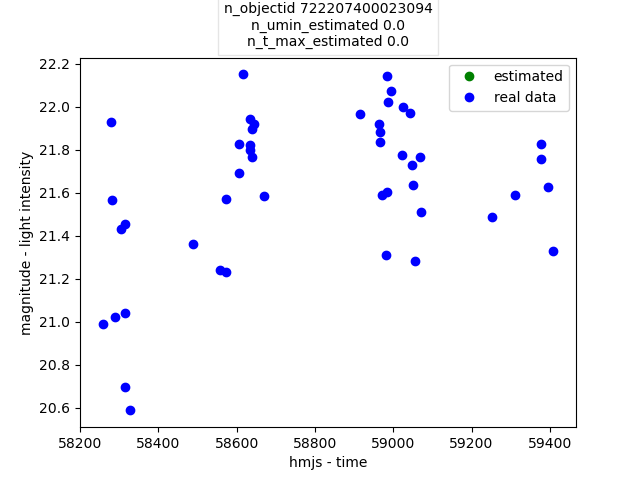 n_objectid 722207400023094
n_umin_estimated 0.0
n_t_max_estimated 0.0
estimated
real data
22.2
22.0
21.8
21.6
21.4
21.2
21.0
20.8
20.6
magnitude - light intensity
58200 58400 58600 58800 59000 59200 59400
hmjs - time